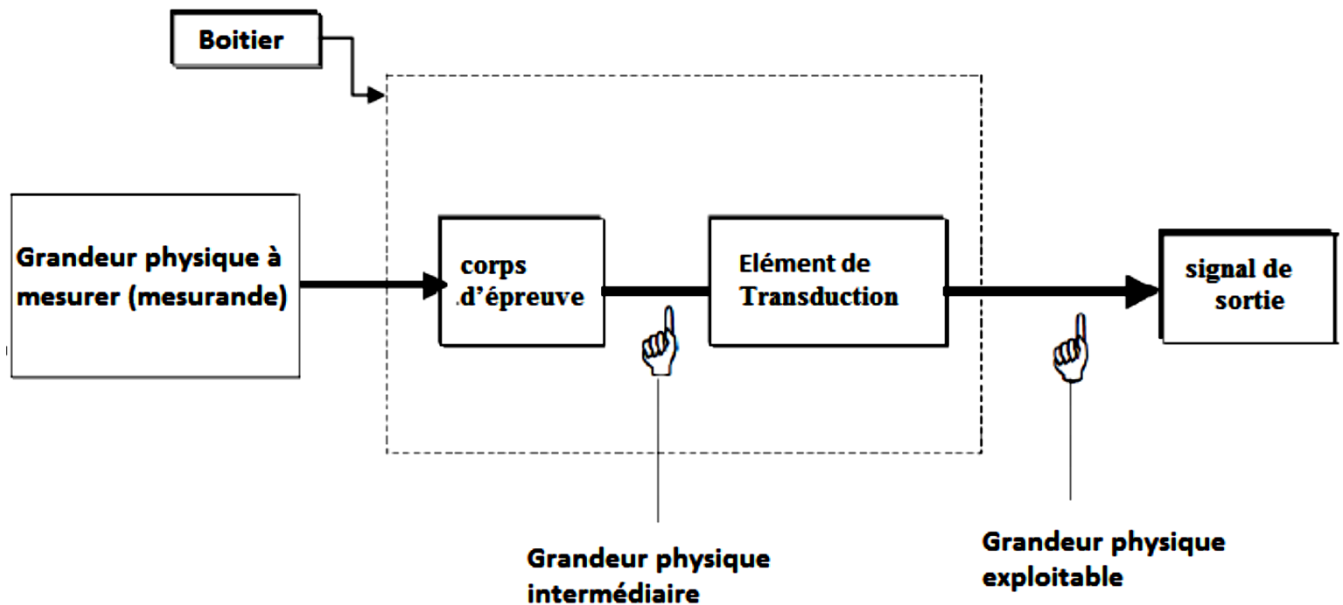 Boitier
Grandeur physique à
mesurer (mesurande)
corps
d'épreuve
Elément de
Transduction
signal de
sortie
Grandeur physique
intermédiaire
Grandeur physique
exploitable